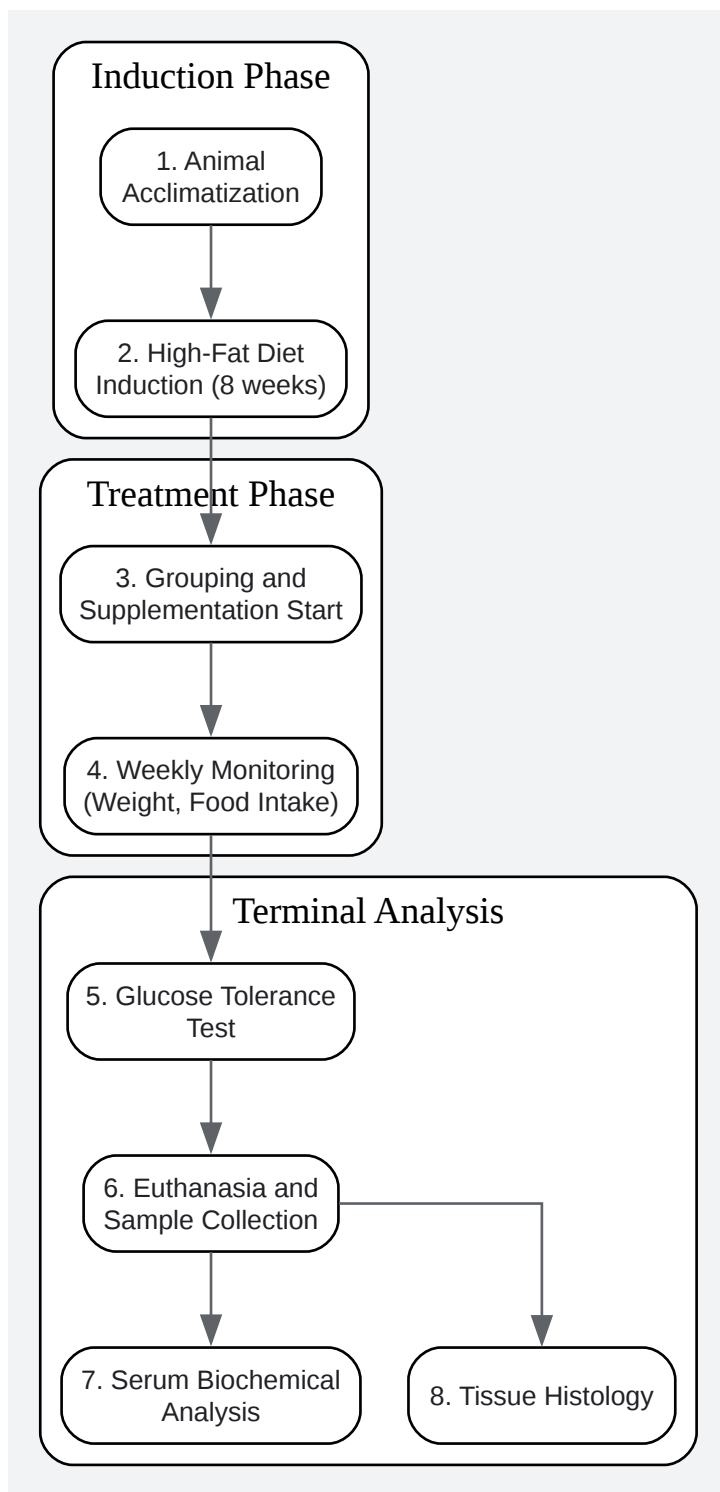 Induction Phase
1. Animal
Acclimatization
2. High-Fat Diet
Induction (8 weeks)
Treatment Phase
3. Grouping and
Supplementation Start
4. Weekly Monitoring
(Weight, Food Intake)
Terminal Analysis
5. Glucose Tolerance
Test
6. Euthanasia and
Sample Collection
7. Serum Biochemical
Analysis
8. Tissue Histology